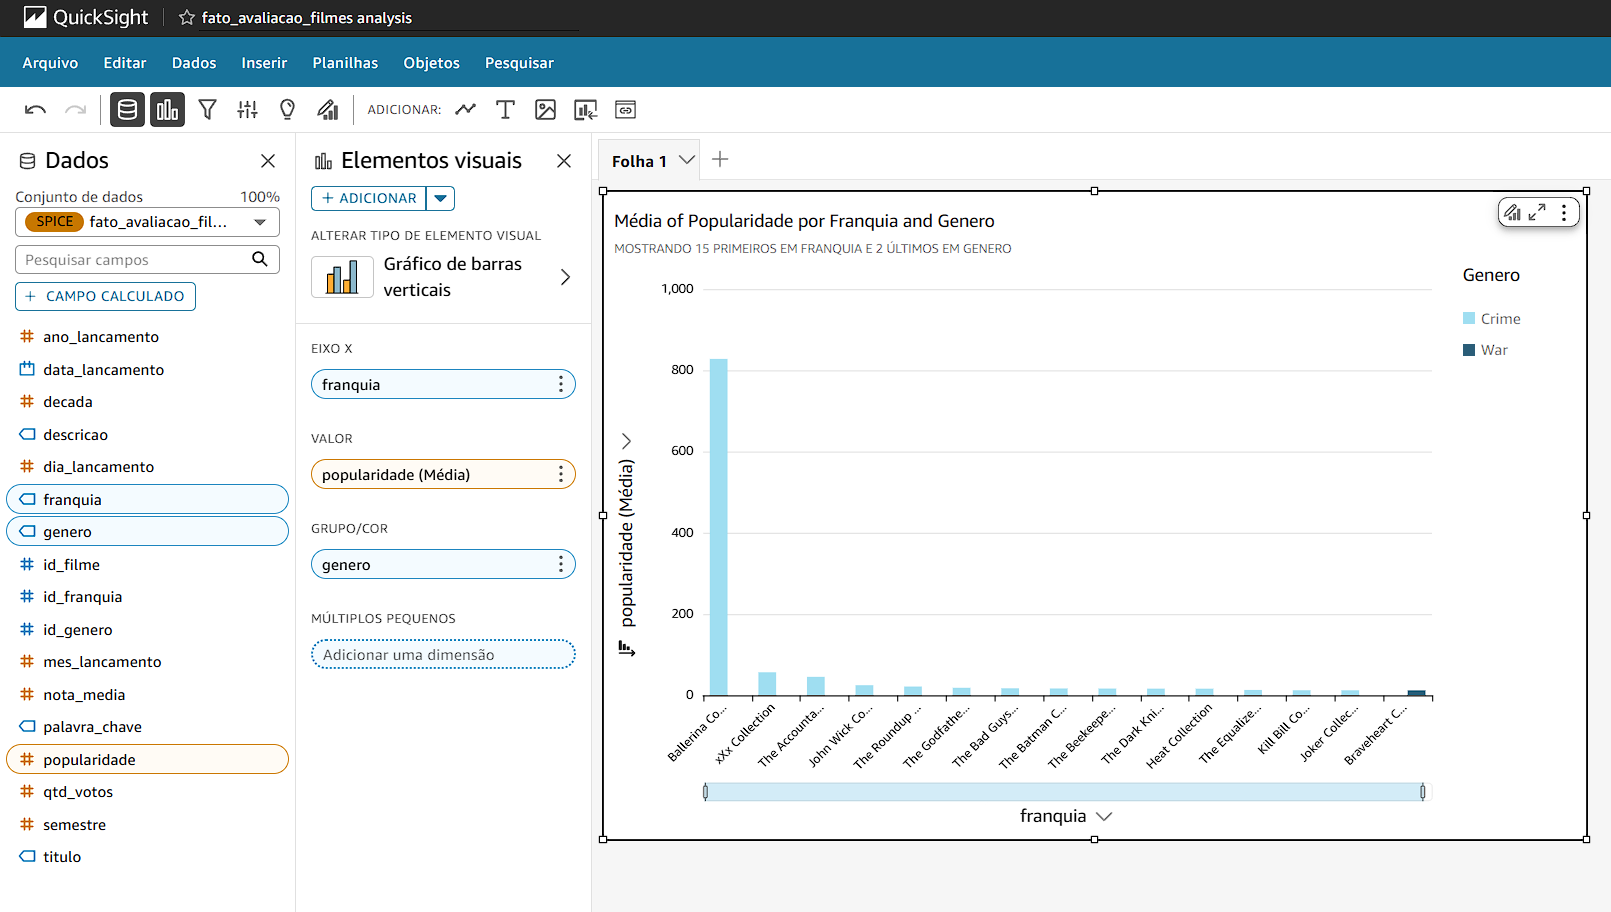 QuickSight
fato_avaliacao_filmes analysis
Arquivo
Editar
Dados
Inserir
Planilhas
Objetos
Pesquisar
ADICIONAR:
Dados
Conjunto de dados
100%
SPICE
fato_avaliacao_fil...
Pesquisar campos
+ CAMPO CALCULADO
ano_lancamento
data_lancamento
decada
descricao
dia_lancamento
franquia
genero
id_filme
id_franquia
id_genero
mes_lancamento
nota_media
palavra_chave
popularidade
qtd_votos
semestre
titulo
Elementos visuais
+ ADICIONAR
ALTERAR TIPO DE ELEMENTO VISUAL
Gráfico de barras
verticais
EIXO X
franquia
VALOR
popularidade (Média)
GRUPO/COR
genero
MÚLTIPLOS PEQUENOS
Adicionar uma dimensão
Folha 1
Média of Popularidade por Franquia and Genero
MOSTRANDO 15 PRIMEIROS EM FRANQUIA E 2 ÚLTIMOS EM GENERO
Genero
Crime
War
popularidade (Média)
1,000
800
600
400
200
0
Ballerina Co...
xXx Collection
The Accounta...
John Wick Co...
The Roundup ...
The Godfathe...
The Bad Guys...
The Batman C...
The Beekeepe...
The Dark Kni...
Heat Collection
The Equalize...
Kill Bill Co...
Joker Collec...
Braveheart C...
franquia